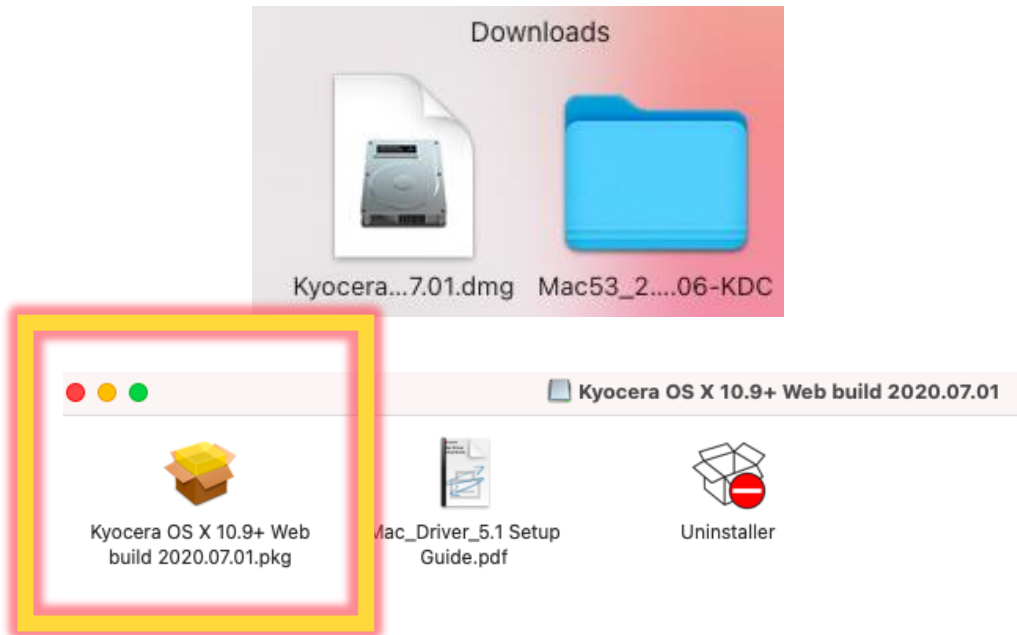 Downloads
Kyocera...7.01.dmg
Mac53_2....06-KDC
Kyocera OS X 10.9+ Web build 2020.07.01
Kyocera OS X 10.9+ Web
build 2020.07.01.pkg
Mac_Driver_5.1 Setup
Guide.pdf
Uninstaller